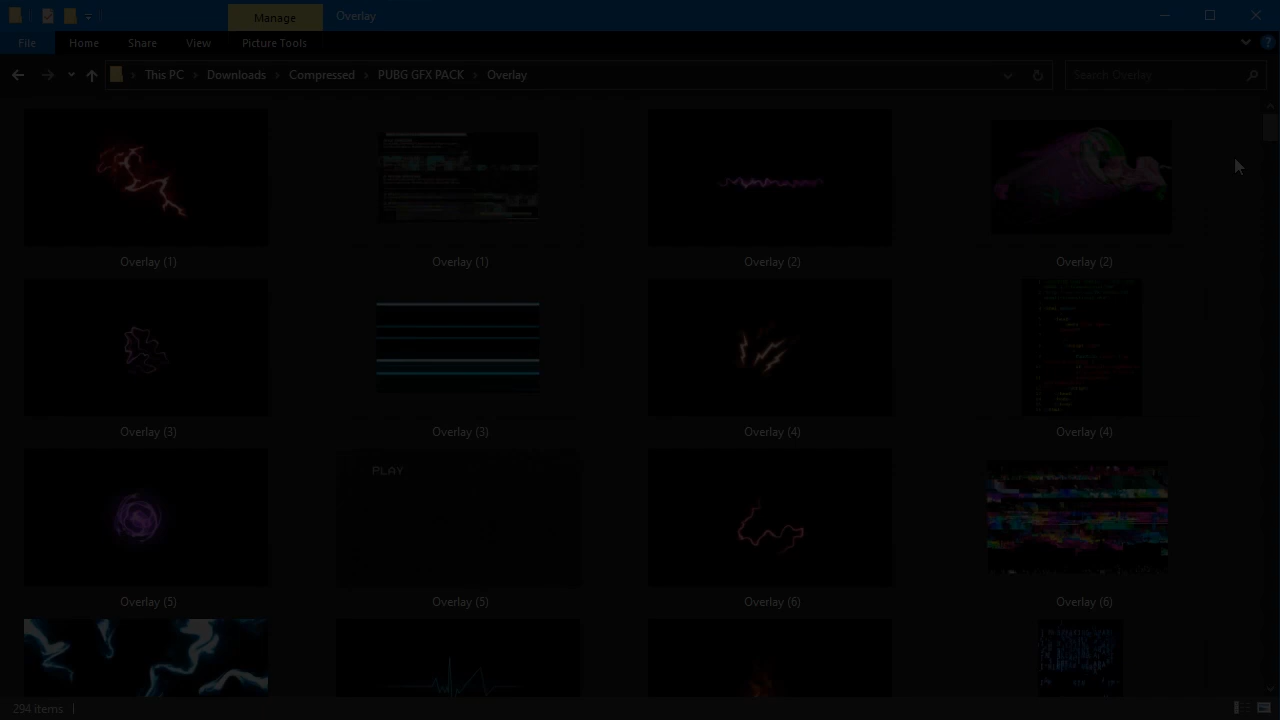 Manage
Overlay
File
Home
Share
View
Picture Tools
This PC
Downloads
Compressed
PUBG GFX PACK
Overlay
Search Overlay
Overlay (1)
Overlay (1)
Overlay (2)
Overlay (2)
Overlay (3)
Overlay (3)
Overlay (4)
Overlay (4)
PLAY
Overlay (5)
Overlay (5)
Overlay (6)
Overlay (6)
294 items